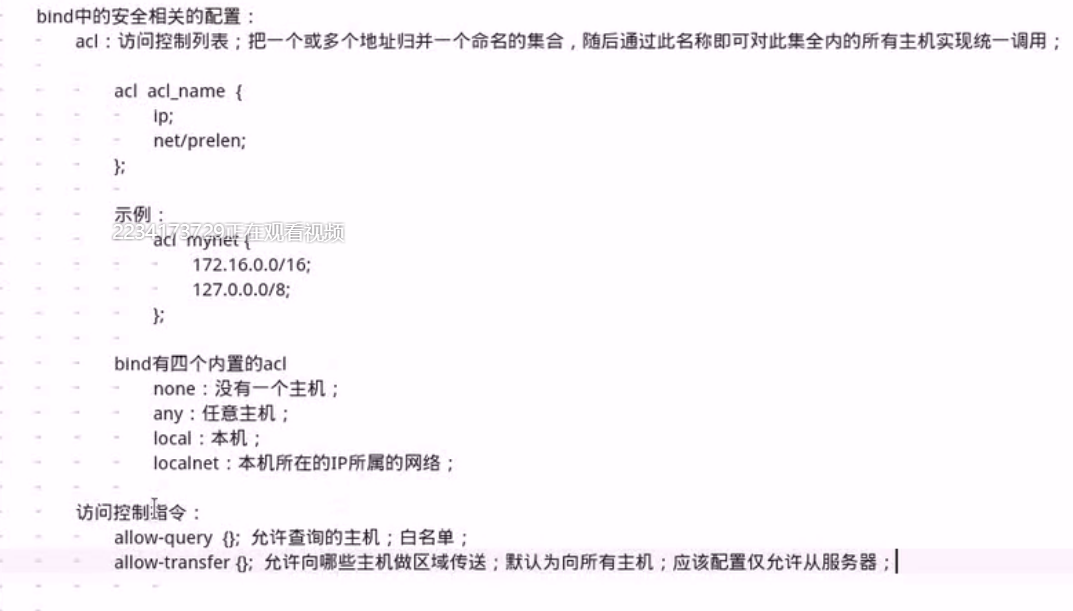 bind中的安全相关的配置：
acl：访问控制列表；把一个或多个地址归并一个命名的集合，随后通过此名称即可对此集全内的所有主机实现统一调用；
acl acl_name {
ip;
net/prelen;
};
示例：
2234173729正在观看视频
acl mynet {
172.16.0.0/16;
127.0.0.0/8;
};
bind有四个内置的acl
none：没有一个主机；
any：任意主机；
local：本机；
localnet：本机所在的IP所属的网络；
访问控制指令：
allow-query {}; 允许查询的主机；白名单；
allow-transfer {}; 允许向哪些主机做区域传送；默认为向所有主机；应该配置仅允许从服务器；